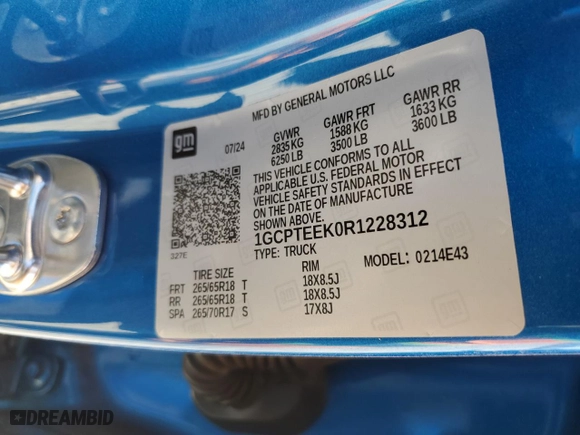 MFD BY GENERAL MOTORS LLC
gm
07/24
GVWR GAWR FRT GAWR RR
2835 KG 1588 KG 1633 KG
6250 LB 3500 LB 3600 LB
THIS VEHICLE CONFORMS TO ALL
APPLICABLE U.S. FEDERAL MOTOR
VEHICLE SAFETY STANDARDS IN EFFECT
ON THE DATE OF MANUFACTURE
SHOWN ABOVE.
1GCPTEEK0R1228312
327E
TYPE: TRUCK
MODEL: 0214E43
TIRE SIZE RIM
FRT 265/65R18 T 18X8.5J
RR 265/65R18 T 18X8.5J
SPA 265/70R17 S 17X8J
DREAMBID